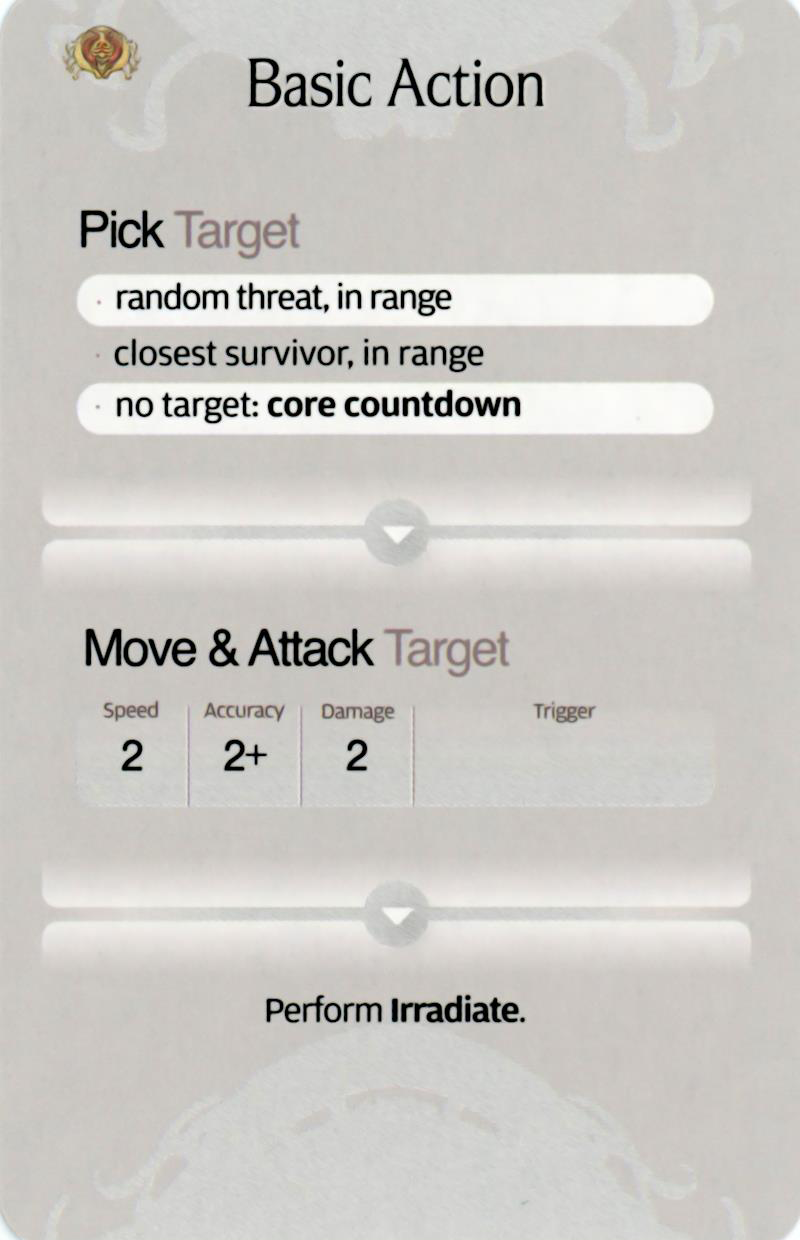 Basic Action
Pick Target
· random threat, in range
· closest survivor, in range
· no target: core countdown
Move & Attack Target
Speed Accuracy Damage Trigger
2 2+ 2
Perform Irradiate.